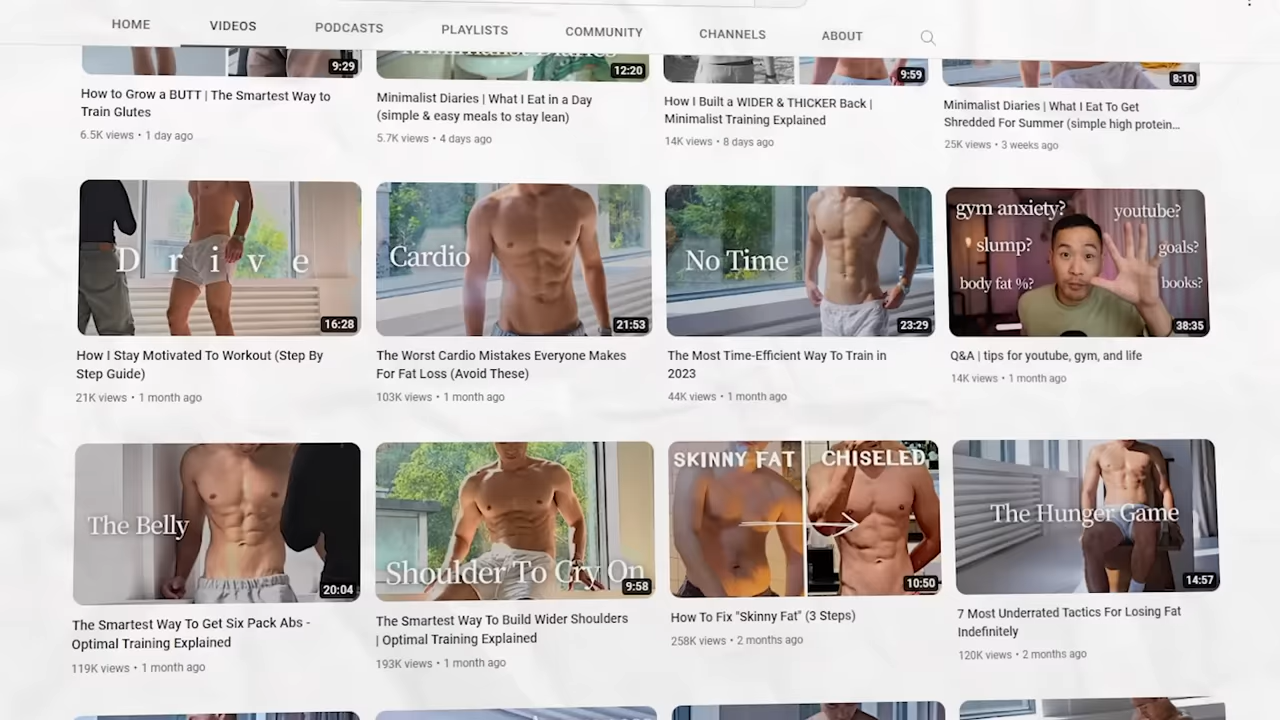 HOME
VIDEOS
PODCASTS
PLAYLISTS
COMMUNITY
CHANNELS
ABOUT
9:29
12:20
9:59
8:10
How to Grow a BUTT | The Smartest Way to
Train Glutes
6.5K views • 1 day ago
Minimalist Diaries | What I Eat in a Day
(simple & easy meals to stay lean)
5.7K views • 4 days ago
How I Built a WIDER & THICKER Back |
Minimalist Training Explained
14K views • 8 days ago
Minimalist Diaries | What I Eat To Get
Shredded For Summer (simple high protein...
25K views • 3 weeks ago
Drive
16:28
Cardio
21:53
No Time
23:29
gym anxiety?
youtube?
slump?
goals?
body fat %?
books?
38:35
How I Stay Motivated To Workout (Step By
Step Guide)
21K views • 1 month ago
The Worst Cardio Mistakes Everyone Makes
For Fat Loss (Avoid These)
103K views • 1 month ago
The Most Time-Efficient Way To Train in
2023
44K views • 1 month ago
Q&A | tips for youtube, gym, and life
14K views • 1 month ago
The Belly
20:04
Shoulder To Cry On
9:58
SKINNY FAT
CHISELED
10:50
The Hunger Game
14:57
The Smartest Way To Get Six Pack Abs -
Optimal Training Explained
119K views • 1 month ago
The Smartest Way To Build Wider Shoulders
| Optimal Training Explained
193K views • 1 month ago
How To Fix "Skinny Fat" (3 Steps)
258K views • 2 months ago
7 Most Underrated Tactics For Losing Fat
Indefinitely
120K views • 2 months ago